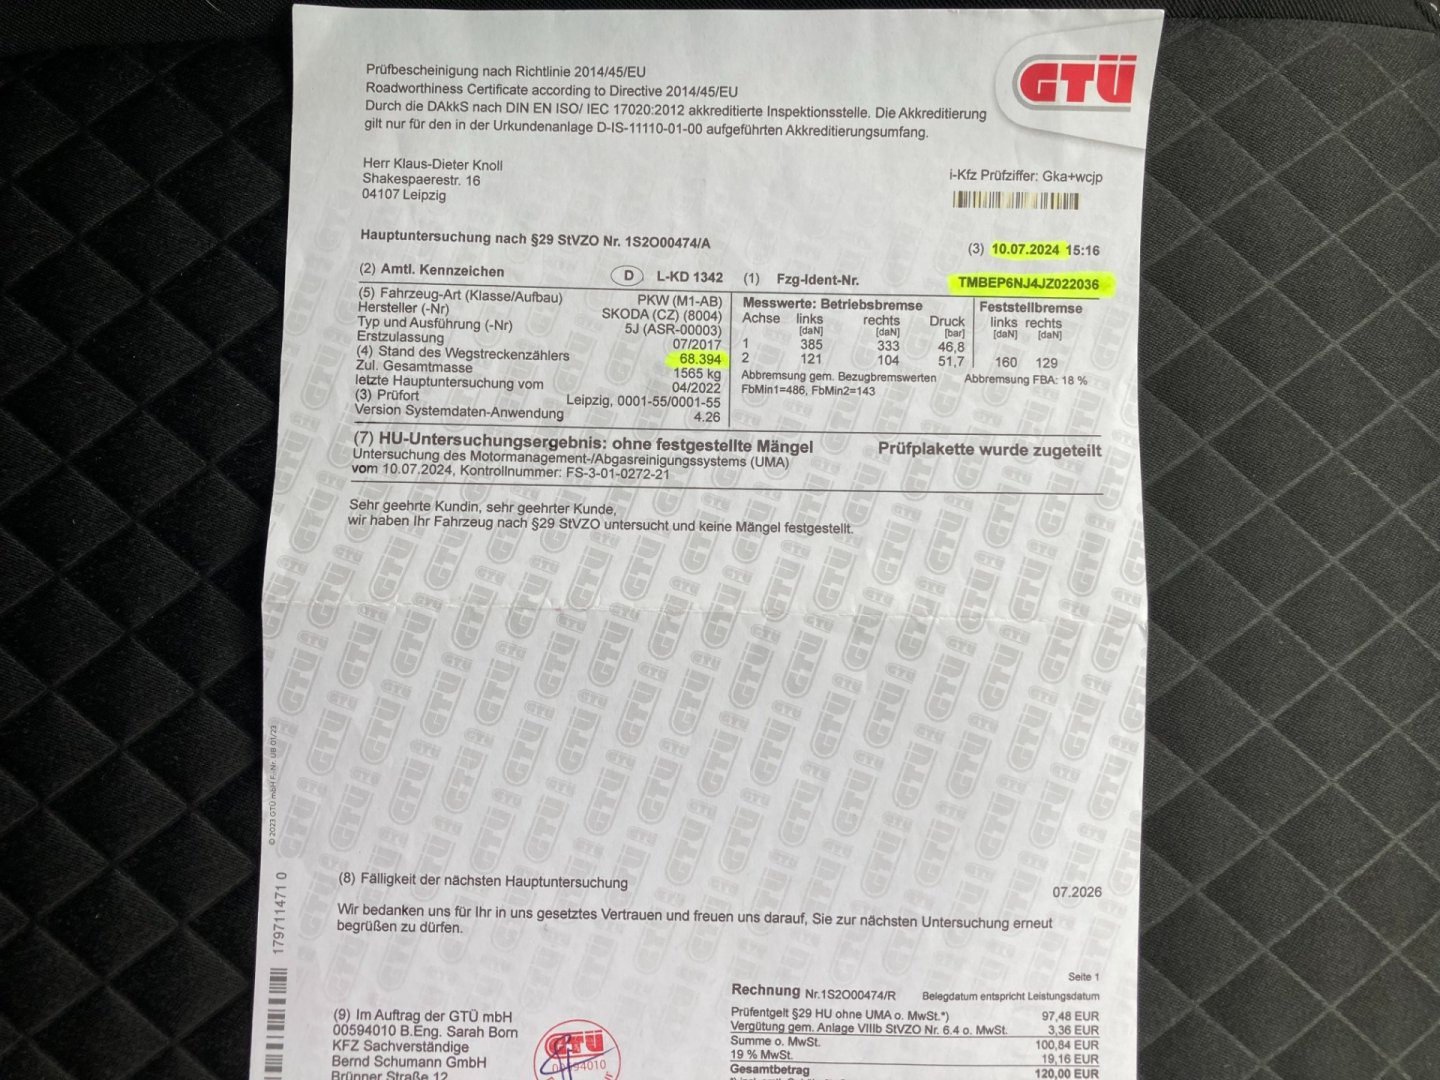 GTÜ
Prüfbescheinigung nach Richtlinie 2014/45/EU
Roadworthiness Certificate according to Directive 2014/45/EU
Durch die DAkkS nach DIN EN ISO/ IEC 17020:2012 akkreditierte Inspektionsstelle. Die Akkreditierung
gilt nur für den in der Urkundenanlage D-IS-11110-01-00 aufgeführten Akkreditierungsumfang.
Herr Klaus-Dieter Knoll
Shakespaerestr. 16
04107 Leipzig
i-Kfz Prüfziffer: Gka+wcjp
Hauptuntersuchung nach §29 StVZO Nr. 1S2O00474/A
(3) 10.07.2024 15:16
(2) Amtl. Kennzeichen D L-KD 1342 (1) Fzg-Ident-Nr. TMBEP6NJ4JZ022036
(5) Fahrzeug-Art (Klasse/Aufbau) PKW (M1-AB)
Hersteller (-Nr) SKODA (CZ) (8004)
Typ und Ausführung (-Nr) 5J (ASR-00003)
Erstzulassung 07/2017
(4) Stand des Wegstreckenzählers 68.394
Zul. Gesamtmasse 1565 kg
letzte Hauptuntersuchung vom 04/2022
(3) Prüfort Leipzig, 0001-55/0001-55
Version Systemdaten-Anwendung 4.26
Messwerte: Betriebsbremse Feststellbremse
Achse links rechts Druck links rechts
[daN] [daN] [bar] [daN] [daN]
1 385 333 46,8
2 121 104 51,7 160 129
Abbremsung gem. Bezugbremswerten Abbremsung FBA: 18 %
FbMin1=486, FbMin2=143
(7) HU-Untersuchungsergebnis: ohne festgestellte Mängel Prüfplakette wurde zugeteilt
Untersuchung des Motormanagement-/Abgasreinigungssystems (UMA)
vom 10.07.2024, Kontrollnummer: FS-3-01-0272-21
Sehr geehrte Kundin, sehr geehrter Kunde,
wir haben Ihr Fahrzeug nach §29 StVZO untersucht und keine Mängel festgestellt.
© 2023 GTÜ mbH F.-Nr. UB 01/23
179711471 0
(8) Fälligkeit der nächsten Hauptuntersuchung 07.2026
Wir bedanken uns für Ihr in uns gesetztes Vertrauen und freuen uns darauf, Sie zur nächsten Untersuchung erneut
begrüßen zu dürfen.
Seite 1
(9) Im Auftrag der GTÜ mbH
00594010 B.Eng. Sarah Born
KFZ Sachverständige
Bernd Schumann GmbH
Brünner Straße 12
GTÜ
Rechnung Nr.1S2O00474/R Belegdatum entspricht Leistungsdatum
Prüfentgelt §29 HU ohne UMA o. MwSt.*) 97,48 EUR
Vergütung gem. Anlage VIIIb StVZO Nr. 6.4 o. MwSt. 3,36 EUR
Summe o. MwSt. 100,84 EUR
19 % MwSt. 19,16 EUR
Gesamtbetrag 120,00 EUR